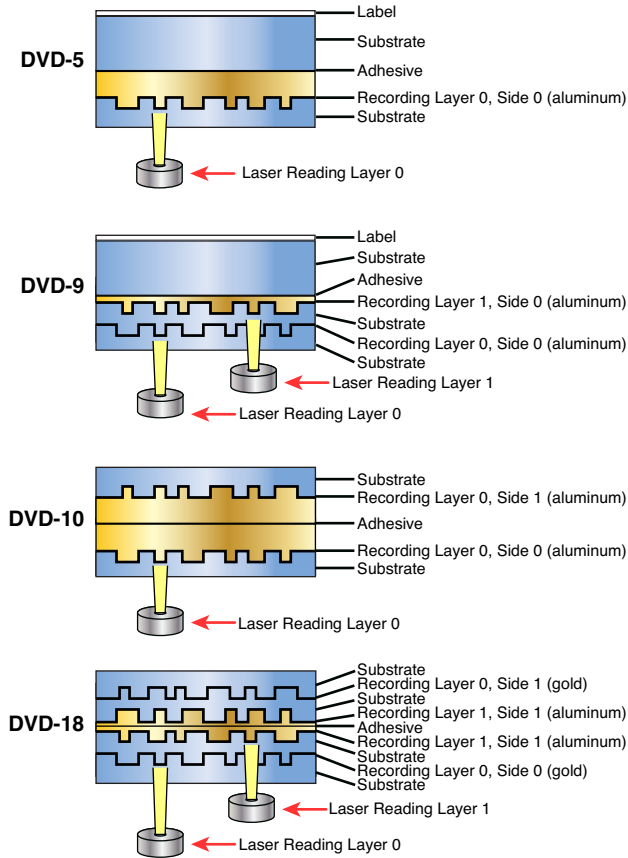 Label
Substrate
DVD-5
Adhesive
Recording Layer 0, Side 0 (aluminum)
Substrate
Laser Reading Layer 0
Label
Substrate
Adhesive
DVD-9
Recording Layer 1, Side 0 (aluminum)
Substrate
Recording Layer 0, Side 0 (aluminum)
Substrate
Laser Reading Layer 1
Laser Reading Layer 0
Substrate
Recording Layer 0, Side 1 (aluminum)
DVD-10
Adhesive
Recording Layer 0, Side 0 (aluminum)
Substrate
Laser Reading Layer 0
Substrate
Recording Layer 0, Side 1 (gold)
Substrate
Recording Layer 1, Side 1 (aluminum)
DVD-18
Adhesive
Recording Layer 1, Side 1 (aluminum)
Substrate
Recording Layer 0, Side 0 (gold)
Substrate
Laser Reading Layer 1
Laser Reading Layer 0